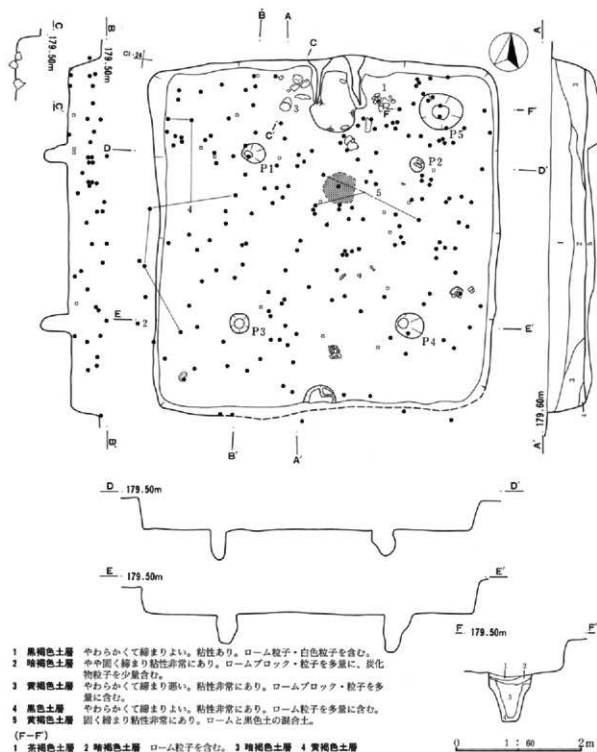 B A
C 179.50m
B 179.50m
CI-24
C
A
3
1
F
P5
F'
C'
C'
D
P1
P2
D'
4
5
1
2
5
E
2
P3
P4
E'
3
B'
B'
A'
179.60m
A'
D 179.50m D'
E 179.50m E'
F 179.50m F'
1 2
3
1 黒褐色土層 やわらかくて締まりよい。粘性あり。ローム粒子・白色粒子を含む。
2 暗褐色土層 やや固く締まり粘性非常にあり。ロームブロック・粒子を多量に、炭化
物粒子を少量含む。
3 黄褐色土層 やわらかくて締まり悪い。粘性非常にあり。ロームブロック・粒子を多
量に含む。
4 黒色土層 やわらかくて締まりよい。粘性あり。ローム粒子を多量に含む。
5 黄褐色土層 固く締まり粘性非常にあり。ロームと黒色土の混合土。
(F-F')
1 茶褐色土層 2 暗褐色土層 ローム粒子を含む。 3 暗褐色土層 4 黄褐色土層
0 1:60 2m